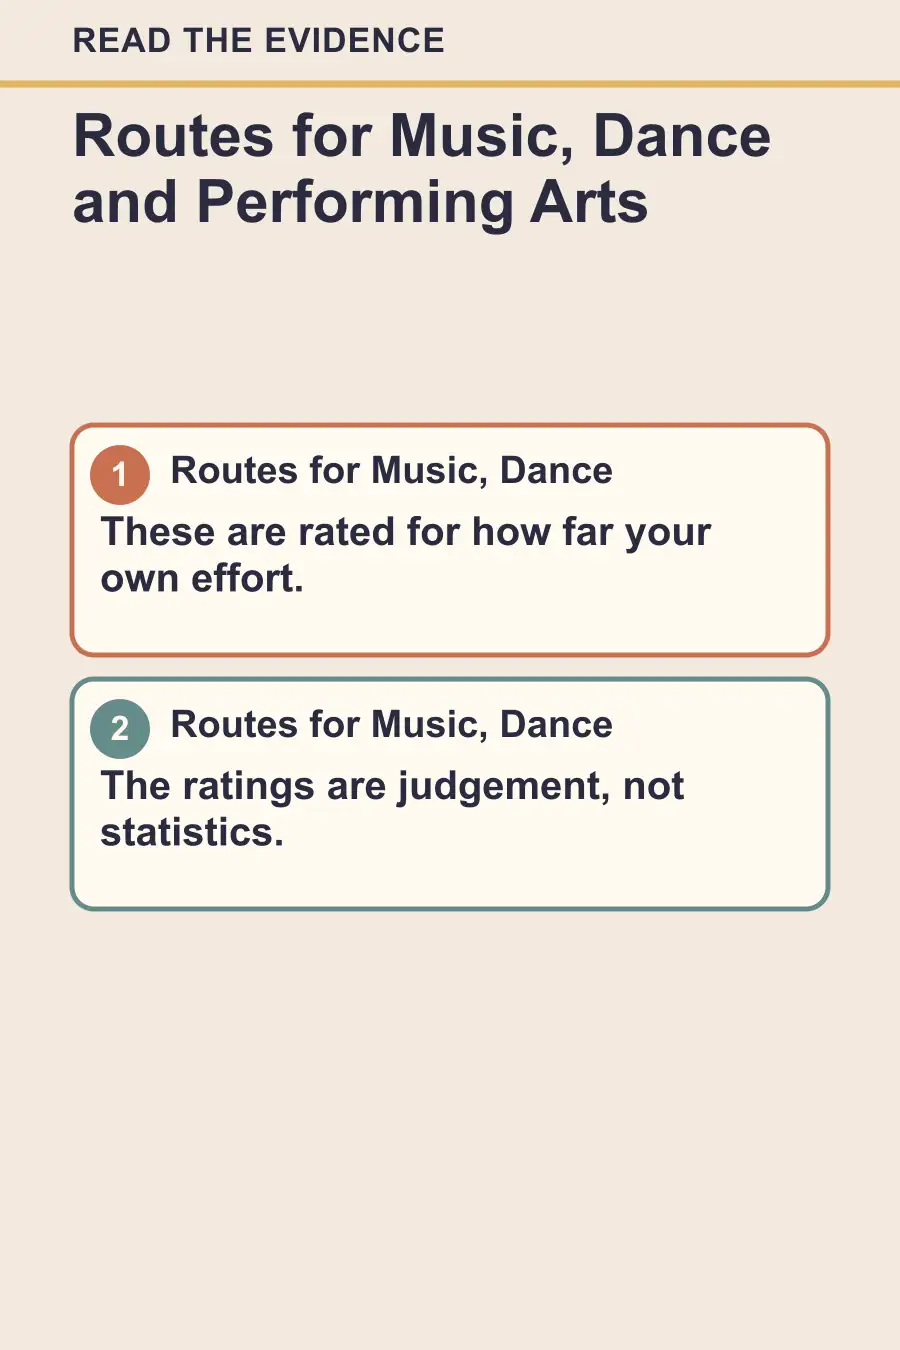 READ THE EVIDENCE
Routes for Music, Dance
and Performing Arts
1
Routes for Music, Dance
These are rated for how far your
own effort.
2
Routes for Music, Dance
The ratings are judgement, not
statistics.